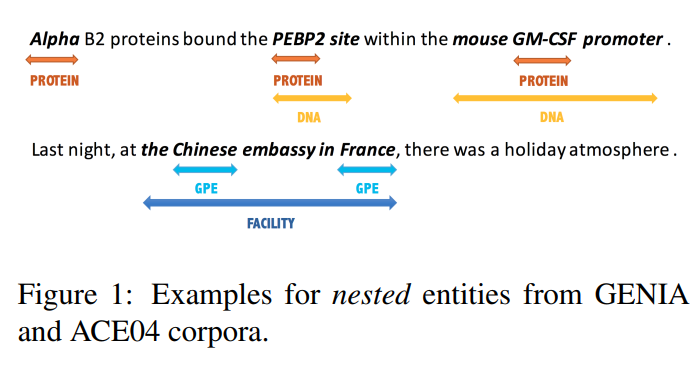 Alpha B2 proteins bound the PEBP2 site within the mouse GM-CSF promoter .
PROTEIN PROTEIN PROTEIN
DNA DNA
Last night, at the Chinese embassy in France, there was a holiday atmosphere .
GPE GPE
FACILITY
Figure 1: Examples for nested entities from GENIA
and ACE04 corpora.